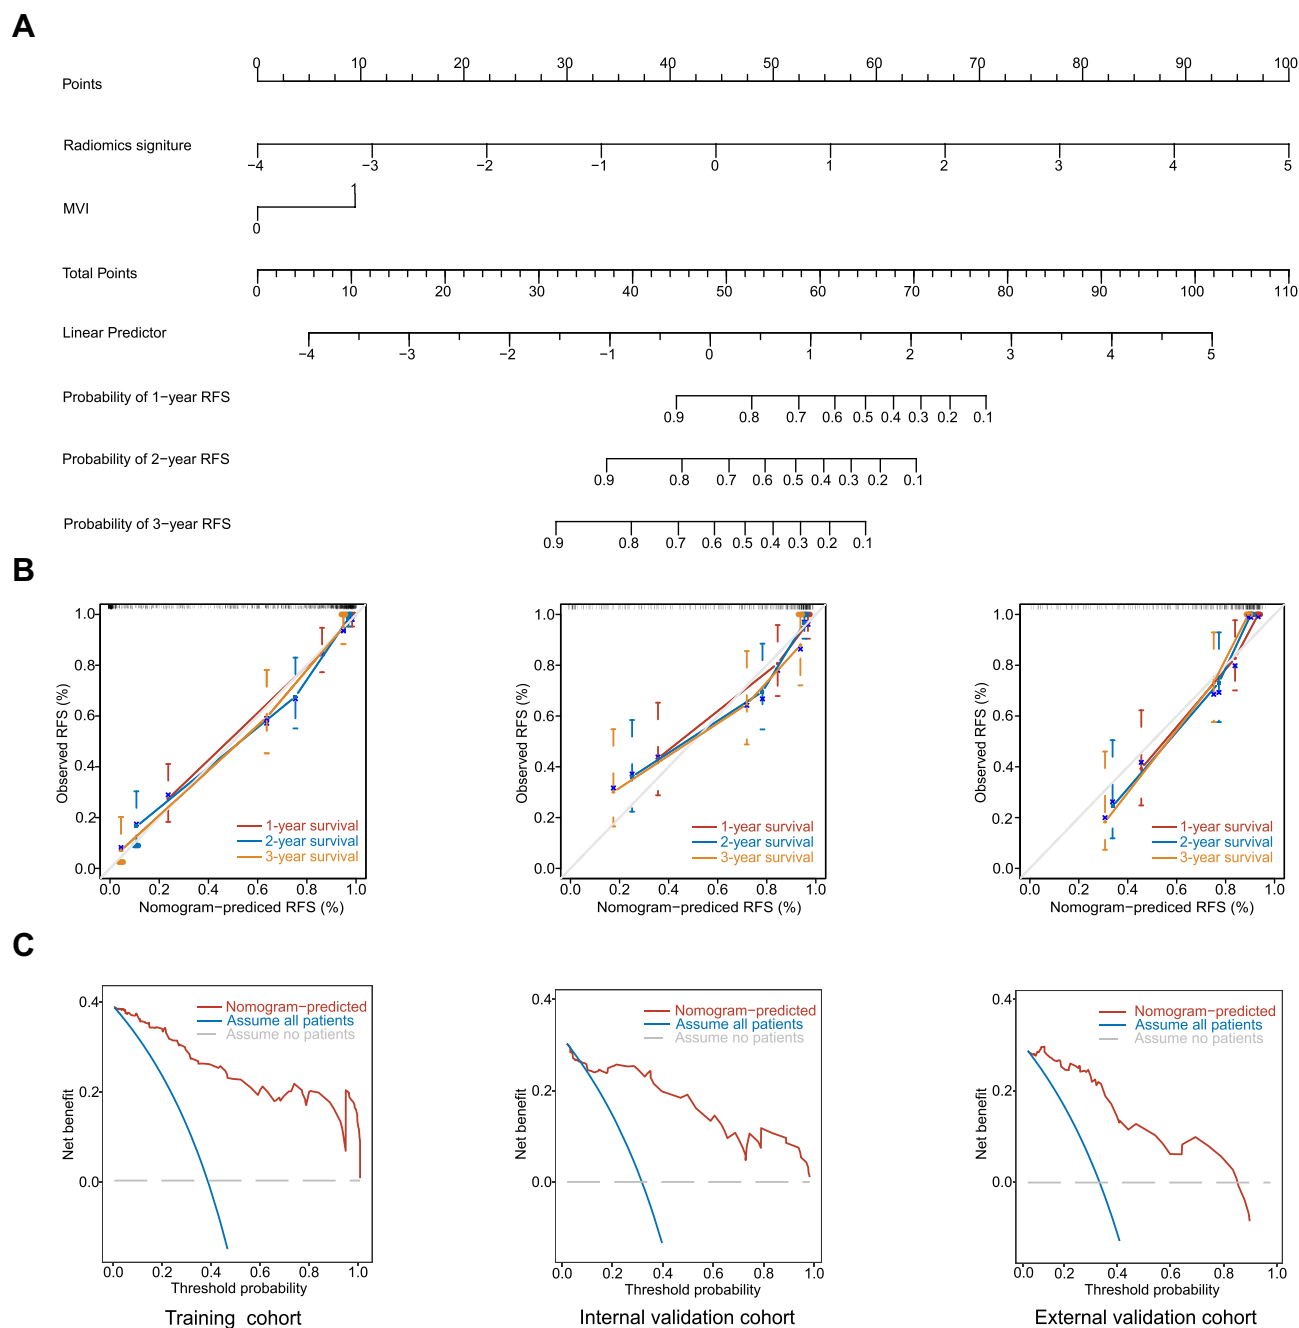 A
0 10 20 30 40 50 60 70 80 90 100
Points
Radiomics signiture
−4 −3 −2 −1 0 1 2 3 4 5
1
MVI
0
Total Points
0 10 20 30 40 50 60 70 80 90 100 110
Linear Predictor
−4 −3 −2 −1 0 1 2 3 4 5
Probability of 1−year RFS
0.9 0.8 0.7 0.6 0.5 0.4 0.3 0.2 0.1
Probability of 2−year RFS
0.9 0.8 0.7 0.6 0.5 0.4 0.3 0.2 0.1
Probability of 3−year RFS
0.9 0.8 0.7 0.6 0.5 0.4 0.3 0.2 0.1
B
Observed RFS (%)
1.0
0.8
0.6
0.4
0.2
0.0
1-year survival
2-year survival
3-year survival
0.0 0.2 0.4 0.6 0.8 1.0
Nomogram−prediced RFS (%)
Observed RFS (%)
1.0
0.8
0.6
0.4
0.2
0.0
1-year survival
2-year survival
3-year survival
0.0 0.2 0.4 0.6 0.8 1.0
Nomogram−prediced RFS (%)
Observed RFS (%)
1.0
0.8
0.6
0.4
0.2
0.0
1-year survival
2-year survival
3-year survival
0.0 0.2 0.4 0.6 0.8 1.0
Nomogram−prediced RFS (%)
C
Net benefit
0.4
0.2
0.0
Nomogram−predicted
Assume all patients
Assume no patients
0.0 0.2 0.4 0.6 0.8 1.0
Threshold probability
Training cohort
Net benefit
0.4
0.2
0.0
Nomogram−predicted
Assume all patients
Assume no patients
0.0 0.2 0.4 0.6 0.8 1.0
Threshold probability
Internal validation cohort
Net benefit
0.4
0.2
0.0
Nomogram−predicted
Assume all patients
Assume no patients
0.0 0.2 0.4 0.6 0.8 1.0
Threshold probability
External validation cohort